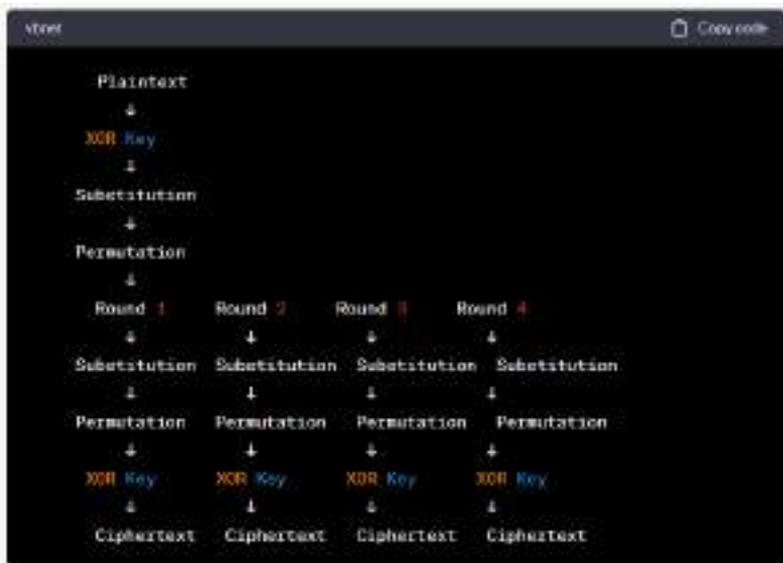 vbnet Copy code
Plaintext
↓
XOR Key
↓
Substitution
↓
Permutation
↓
Round 1 Round 2 Round 3 Round 4
↓ ↓ ↓ ↓
Substitution Substitution Substitution Substitution
↓ ↓ ↓ ↓
Permutation Permutation Permutation Permutation
↓ ↓ ↓ ↓
XOR Key XOR Key XOR Key XOR Key
↓ ↓ ↓ ↓
Ciphertext Ciphertext Ciphertext Ciphertext